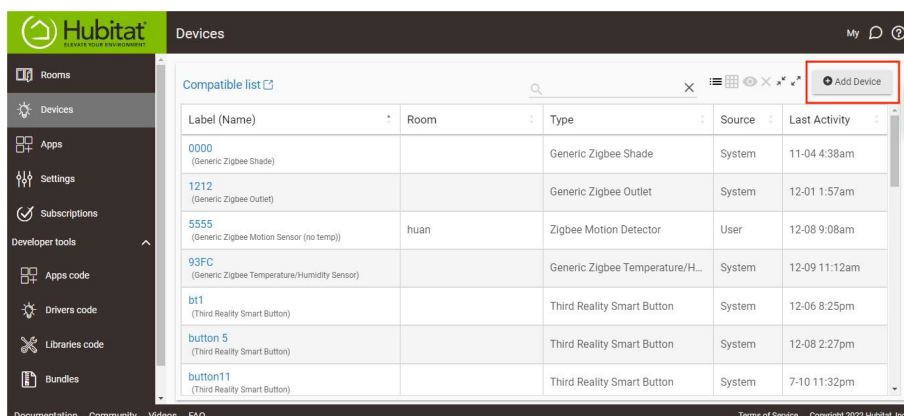 Hubitat
ELEVATE YOUR ENVIRONMENT
Devices
My
Rooms
Devices
Apps
Settings
Subscriptions
Developer tools
Apps code
Drivers code
Libraries code
Bundles
Compatible list
Add Device
Label (Name) Room Type Source Last Activity
0000
(Generic Zigbee Shade)
Generic Zigbee Shade System 11-04 4:38am
1212
(Generic Zigbee Outlet)
Generic Zigbee Outlet System 12-01 1:57am
5555
(Generic Zigbee Motion Sensor (no temp))
huan Zigbee Motion Detector User 12-08 9:08am
93FC
(Generic Zigbee Temperature/Humidity Sensor)
Generic Zigbee Temperature/H... System 12-09 11:12am
bt1
(Third Reality Smart Button)
Third Reality Smart Button System 12-06 8:25pm
button 5
(Third Reality Smart Button)
Third Reality Smart Button System 12-08 2:27pm
button11
(Third Reality Smart Button)
Third Reality Smart Button System 7-10 11:32pm
Documentation Community Videos FAQ Terms of Service Copyright 2022 Hubitat, Inc